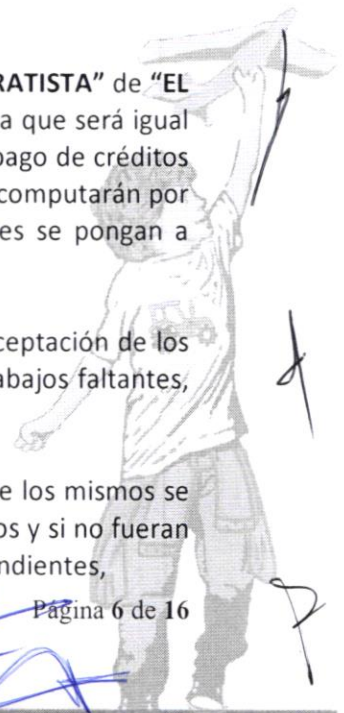 RATISTA” de “EL
a que será igual
pago de créditos
computarán por
es se pongan a
ceptación de los
abajos faltantes,
e los mismos se
os y si no fueran
ndientes,
Página 6 de 16